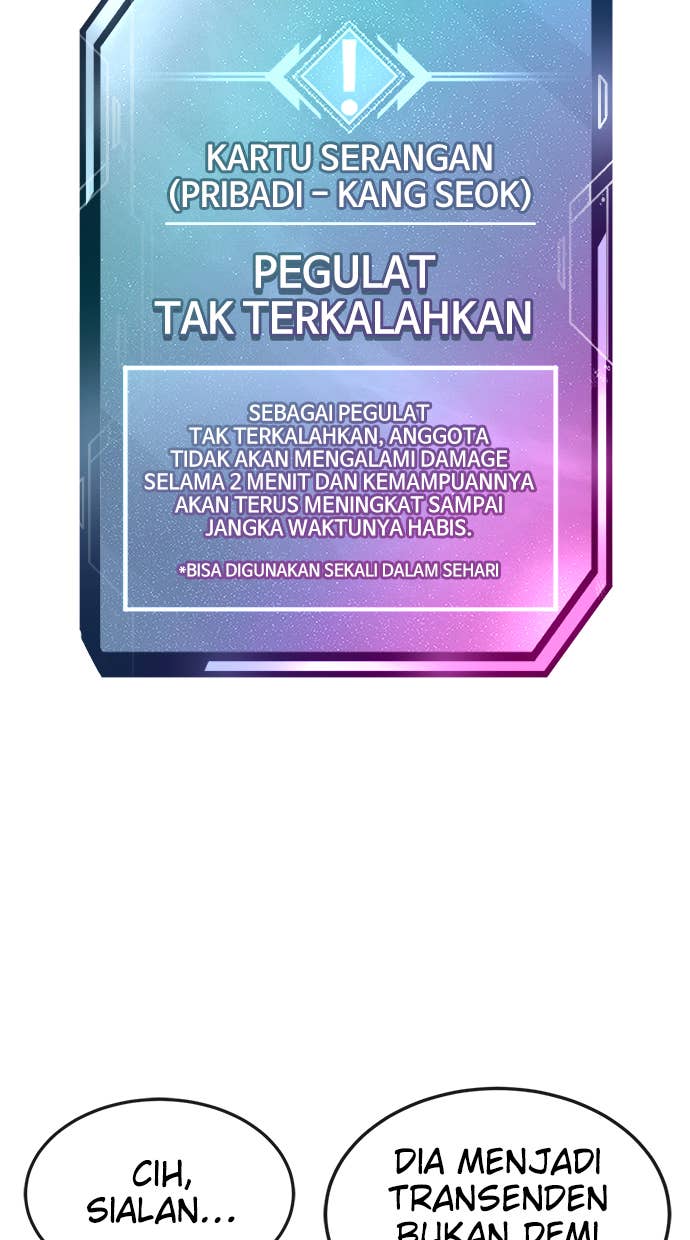 !
KARTU SERANGAN
(PRIBADI – KANG SEOK)
PEGULAT
TAK TERKALAHKAN
SEBAGAI PEGULAT
TAK TERKALAHKAN, ANGGOTA
TIDAK AKAN MENGALAMI DAMAGE
SELAMA 2 MENIT DAN KEMAMPUANNYA
AKAN TERUS MENINGKAT SAMPAI
JANGKA WAKTUNYA HABIS.
*BISA DIGUNAKAN SEKALI DALAM SEHARI
CIH,
SIALAN...
DIA MENJADI
TRANSENDEN
BUKAN DEMI